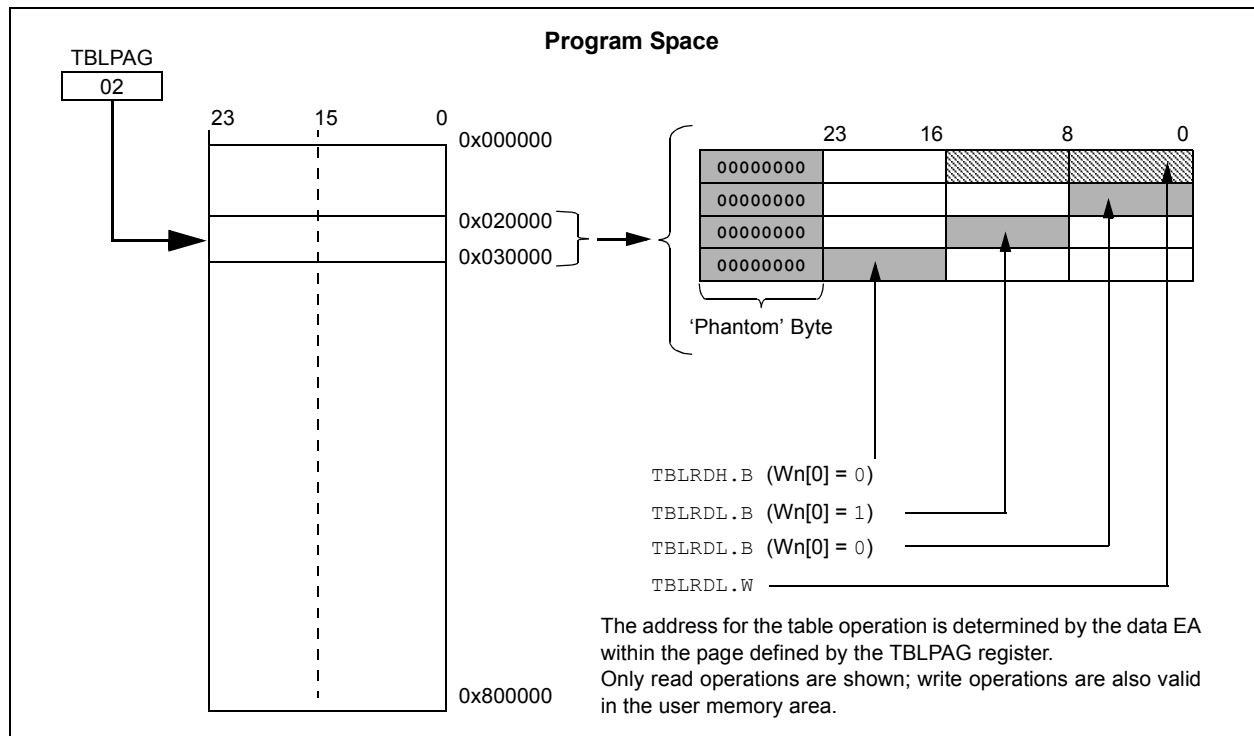 Program Space
TBLPAG
02
23 15 0
0x000000
0x020000
0x030000
0x800000
23 16 8 0
00000000
00000000
00000000
00000000
‘Phantom’ Byte
TBLRDH.B (Wn[0] = 0)
TBLRDL.B (Wn[0] = 1)
TBLRDL.B (Wn[0] = 0)
TBLRDL.W
The address for the table operation is determined by the data EA
within the page defined by the TBLPAG register.
Only read operations are shown; write operations are also valid
in the user memory area.